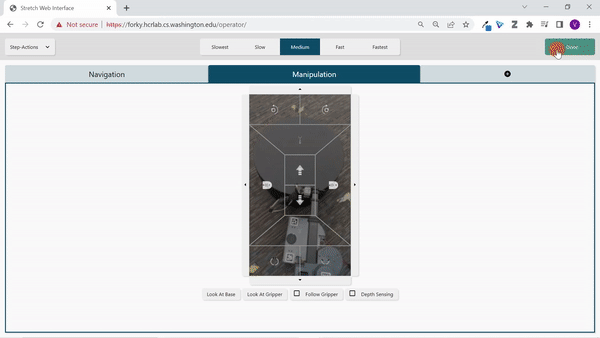 Stretch Web Interface
Not secure
https://forky.hcrlab.cs.washington.edu/operator/
V
Step-Actions
Slowest
Slow
Medium
Fast
Fastest
Done
Navigation
Manipulation
Look At Base
Look At Gripper
Follow Gripper
Depth Sensing